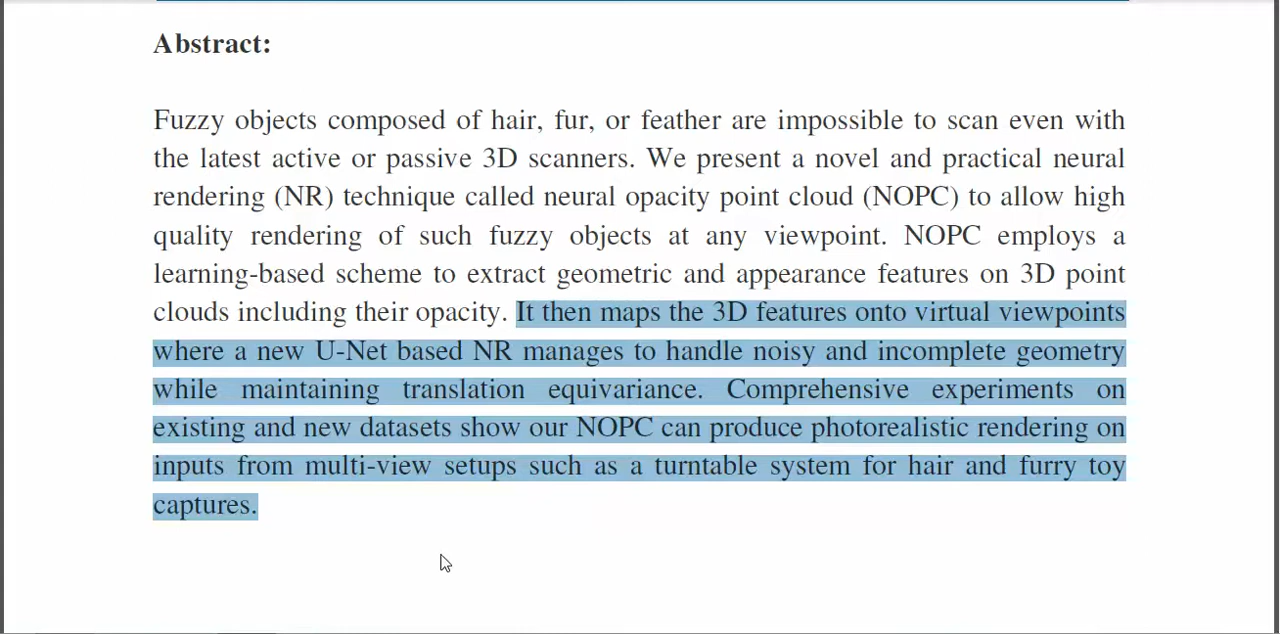 Abstract:
Fuzzy objects composed of hair, fur, or feather are impossible to scan even with
the latest active or passive 3D scanners. We present a novel and practical neural
rendering (NR) technique called neural opacity point cloud (NOPC) to allow high
quality rendering of such fuzzy objects at any viewpoint. NOPC employs a
learning-based scheme to extract geometric and appearance features on 3D point
clouds including their opacity. It then maps the 3D features onto virtual viewpoints
where a new U-Net based NR manages to handle noisy and incomplete geometry
while maintaining translation equivariance. Comprehensive experiments on
existing and new datasets show our NOPC can produce photorealistic rendering on
inputs from multi-view setups such as a turntable system for hair and furry toy
captures.